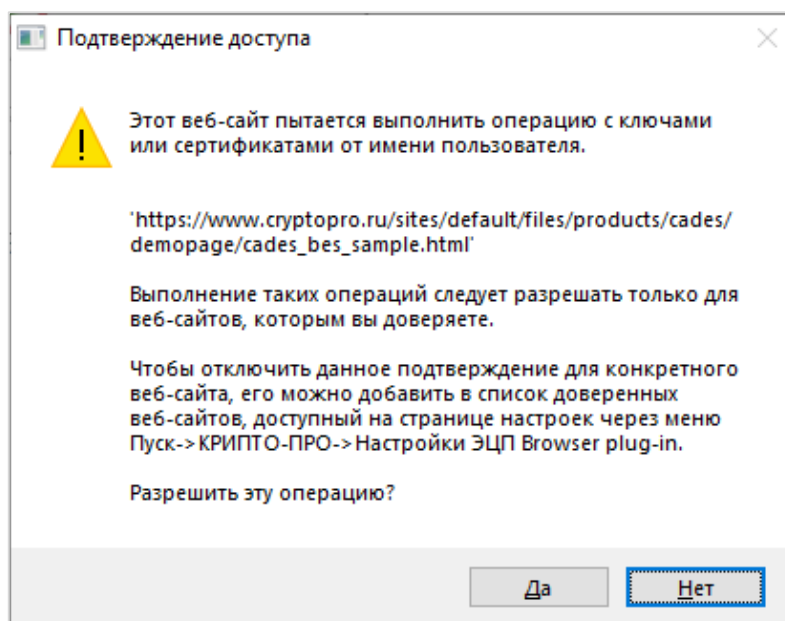 Подтверждение доступа
Этот веб-сайт пытается выполнить операцию с ключами
или сертификатами от имени пользователя.
'https://www.cryptopro.ru/sites/default/files/products/cades/
demopage/cades_bes_sample.html'
Выполнение таких операций следует разрешать только для
веб-сайтов, которым вы доверяете.
Чтобы отключить данное подтверждение для конкретного
веб-сайта, его можно добавить в список доверенных
веб-сайтов, доступный на странице настроек через меню
Пуск->КРИПТО-ПРО->Настройки ЭЦП Browser plug-in.
Разрешить эту операцию?
Да
Нет